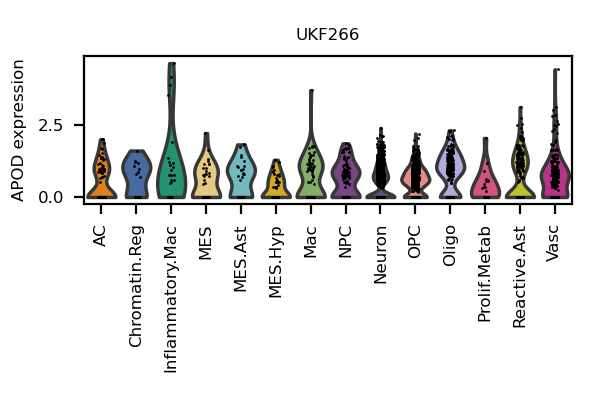 UKF266
APOD expression
2.5
0.0
AC
Chromatin.Reg
Inflammatory.Mac
MES
MES.Ast
MES.Hyp
Mac
NPC
Neuron
OPC
Oligo
Prolif.Metab
Reactive.Ast
Vasc